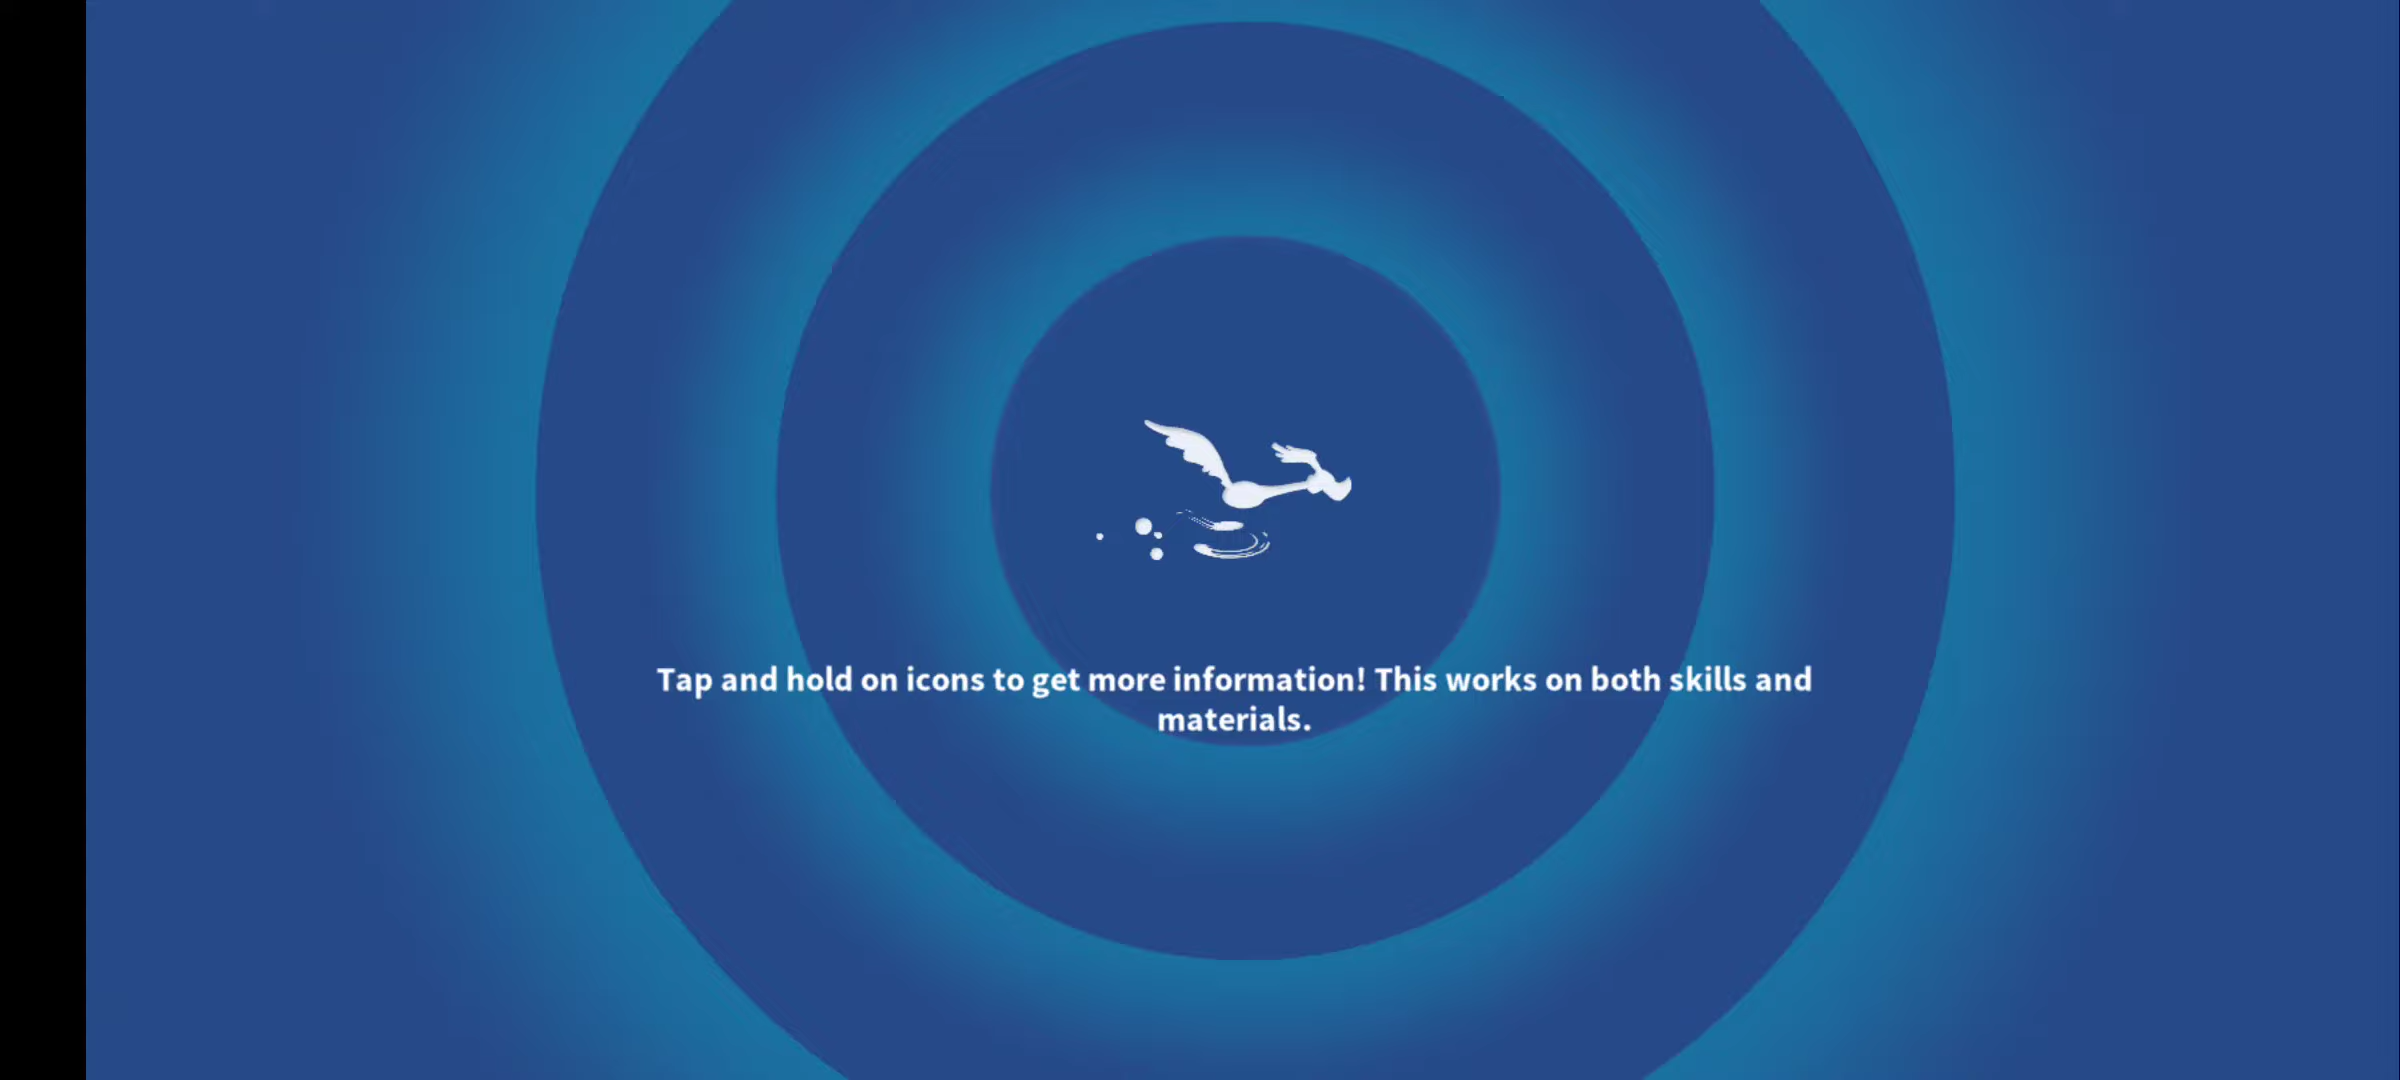 Tap and hold on icons to get more information! This works on both skills and
materials.